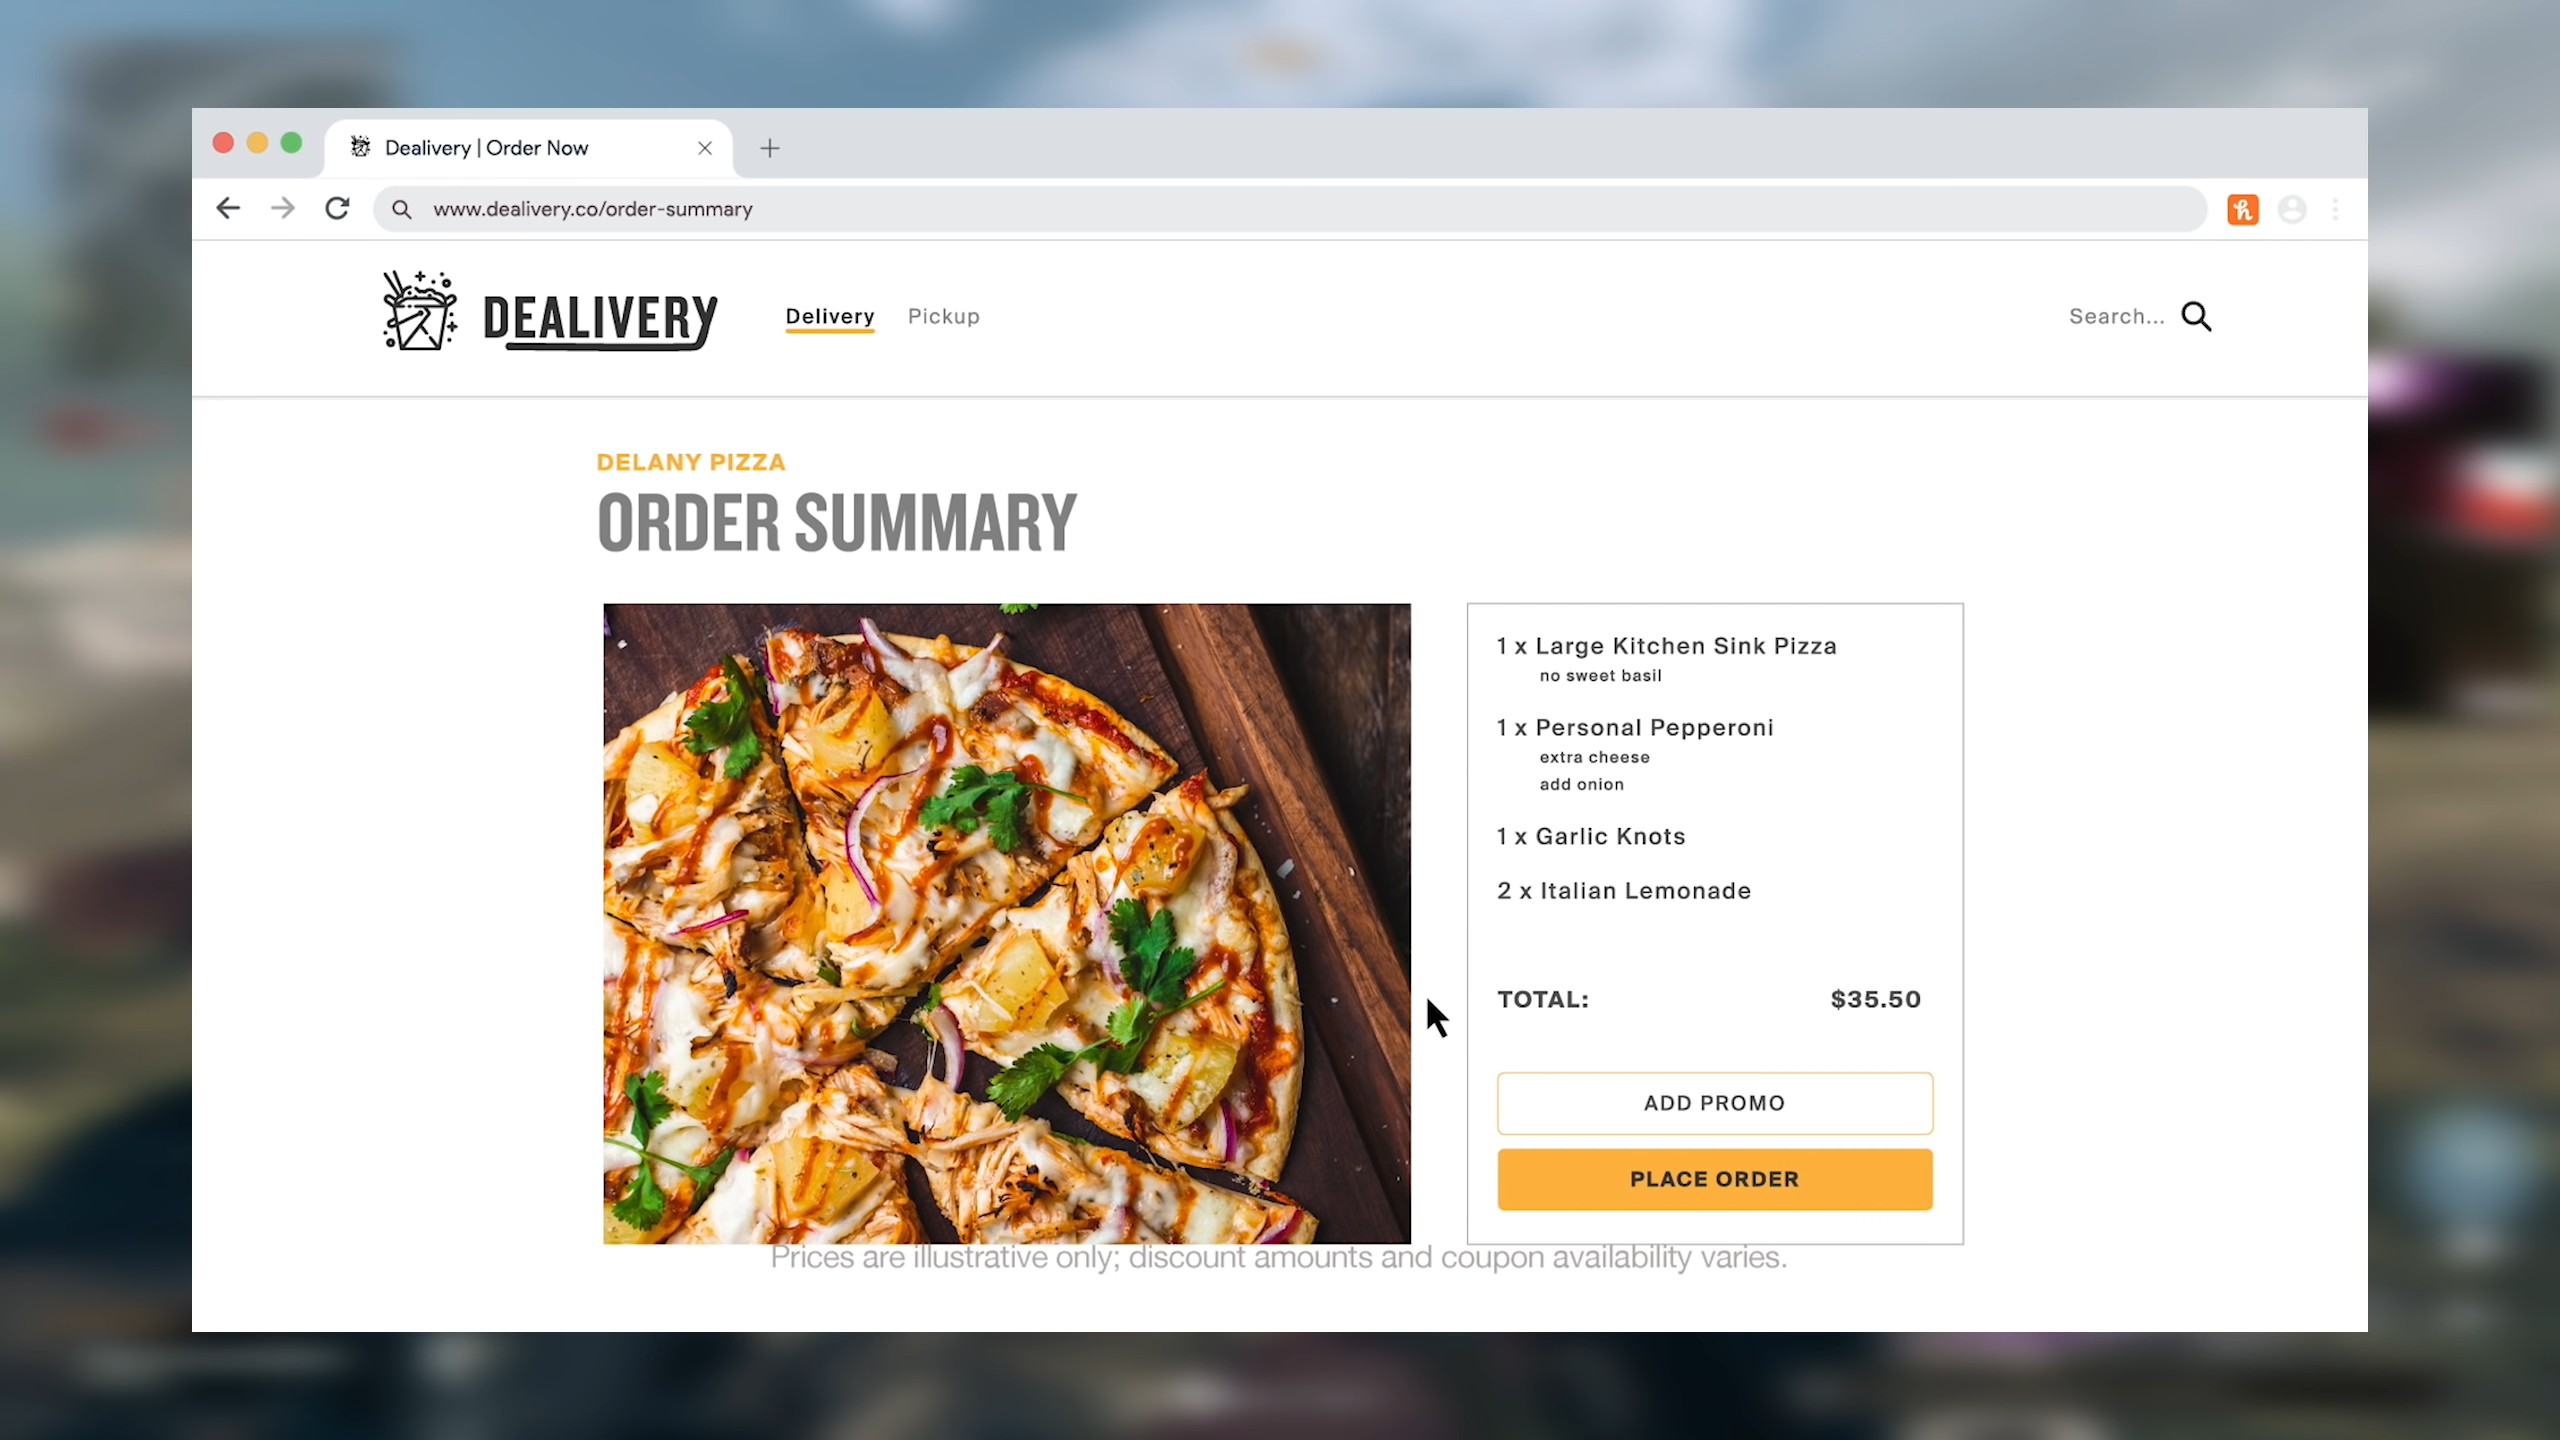 Dealivery | Order Now
www.dealivery.co/order-summary
DEALIVERY
Delivery
Pickup
Search...
DELANY PIZZA
ORDER SUMMARY
1 x Large Kitchen Sink Pizza
no sweet basil
1 x Personal Pepperoni
extra cheese
add onion
1 x Garlic Knots
2 x Italian Lemonade
TOTAL: $35.50
ADD PROMO
PLACE ORDER
Prices are illustrative only; discount amounts and coupon availability varies.